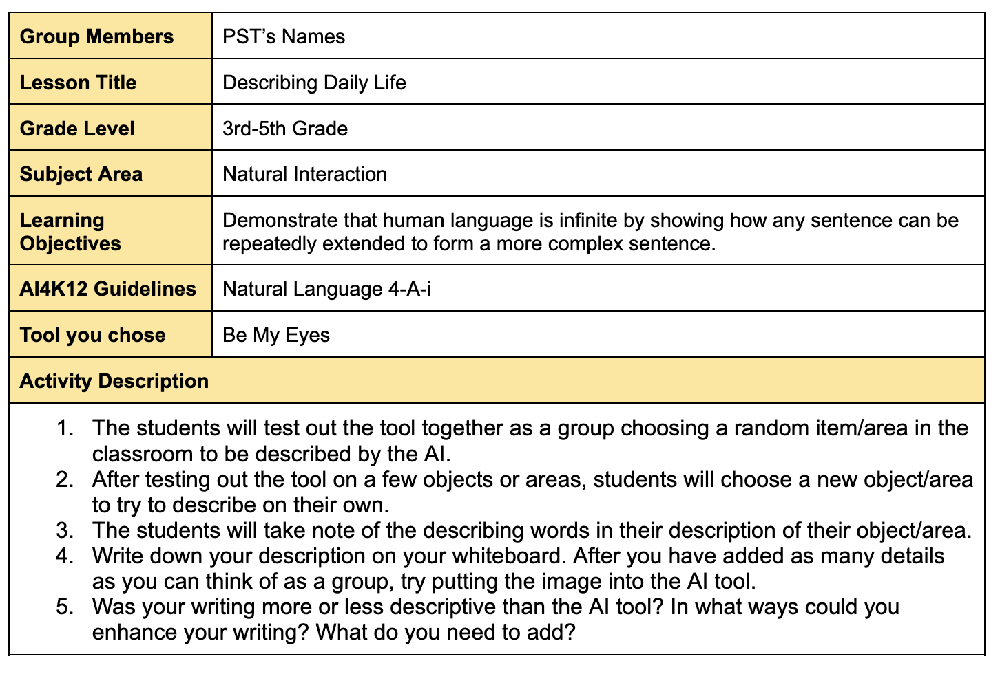 Group Members
PST’s Names
Lesson Title
Describing Daily Life
Grade Level
3rd-5th Grade
Subject Area
Natural Interaction
Learning
Objectives
Demonstrate that human language is infinite by showing how any sentence can be
repeatedly extended to form a more complex sentence.
AI4K12 Guidelines
Natural Language 4-A-i
Tool you chose
Be My Eyes
Activity Description
1. The students will test out the tool together as a group choosing a random item/area in the
classroom to be described by the AI.
2. After testing out the tool on a few objects or areas, students will choose a new object/area
to try to describe on their own.
3. The students will take note of the describing words in their description of their object/area.
4. Write down your description on your whiteboard. After you have added as many details
as you can think of as a group, try putting the image into the AI tool.
5. Was your writing more or less descriptive than the AI tool? In what ways could you
enhance your writing? What do you need to add?